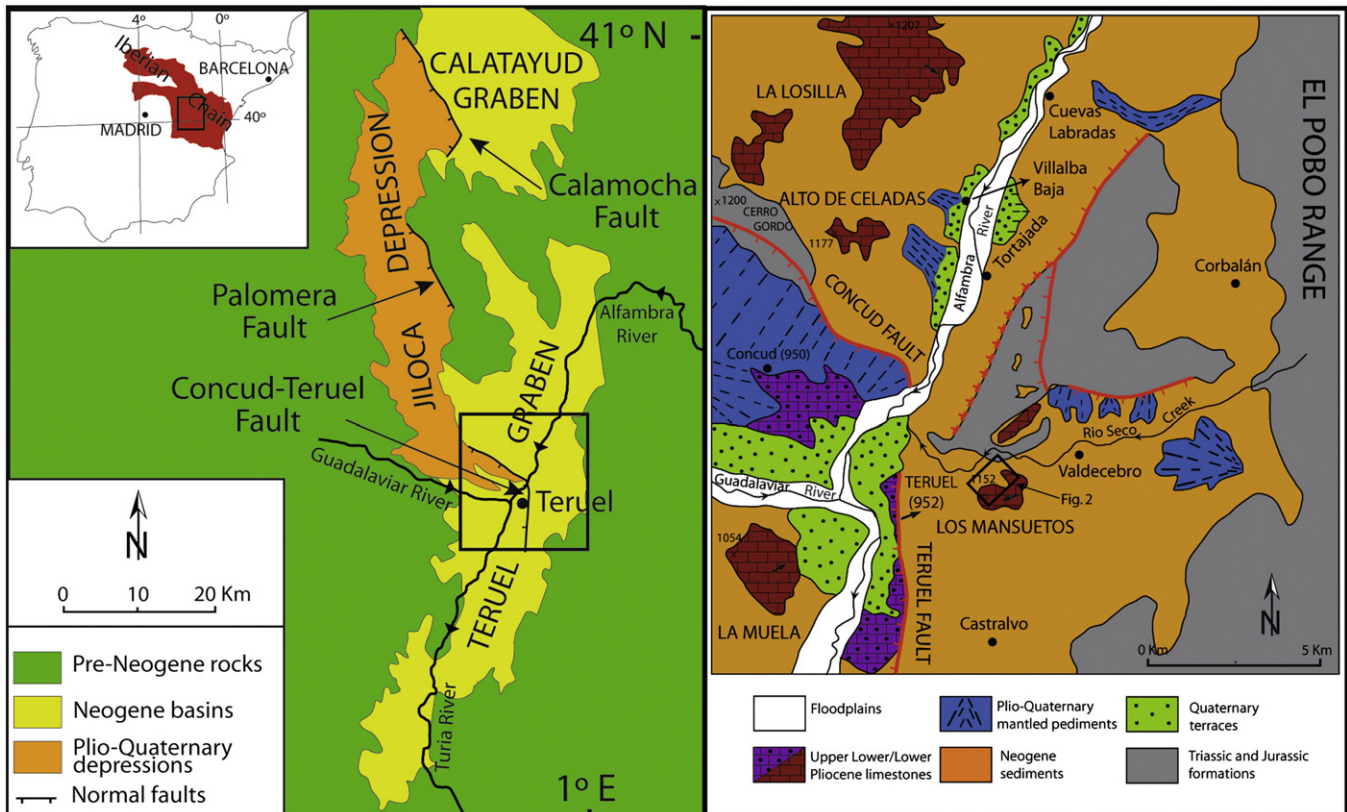 4º
0º
Iberian
Chain
BARCELONA
MADRID
40º
41º N
CALATAYUD
GRABEN
JILOCA DEPRESSION
Calamocha
Fault
Palomera
Fault
Alfambra
River
Concud-Teruel
Fault
Guadalaviar River
TERUEL GRABEN
Teruel
Turia River
1º E
N
0 10 20 Km
Pre-Neogene rocks
Neogene basins
Plio-Quaternary
depressions
Normal faults
x1207
LA LOSILLA
Cuevas
Labradas
EL POBO RANGE
Villalba
Baja
x1200
ALTO DE CELADAS
CERRO
GORDO
1177
Alfambra River
Tortajada
Corbalán
CONCUD FAULT
Concud (950)
Rio Seco Creek
Valdecebro
Guadalaviar River
TERUEL
(952)
1152
Fig. 2
LOS MANSUETOS
1054
x
LA MUELA
TERUEL FAULT
Castralvo
N
0 Km 5 Km
Floodplains
Plio-Quaternary
mantled pediments
Quaternary
terraces
Upper Lower/Lower
Pliocene limestones
Neogene
sediments
Triassic and Jurassic
formations